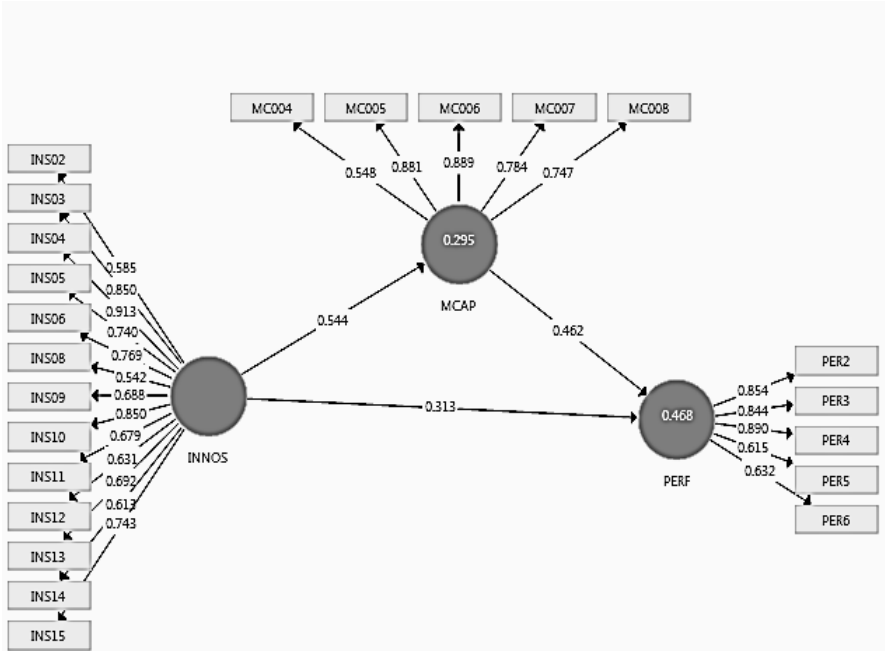 MC004
MC005
MC006
MC007
MC008
0.548
0.881
0.889
0.784
0.747
0.295
MCAP
INS02
INS03
INS04
INS05
INS06
INS08
INS09
INS10
INS11
INS12
INS13
INS14
INS15
0.585
0.850
0.913
0.740
0.769
0.542
0.688
0.850
0.679
0.631
0.692
0.613
0.743
INNOS
0.544
0.462
0.313
0.468
PERF
0.854
0.844
0.890
0.615
0.632
PER2
PER3
PER4
PER5
PER6